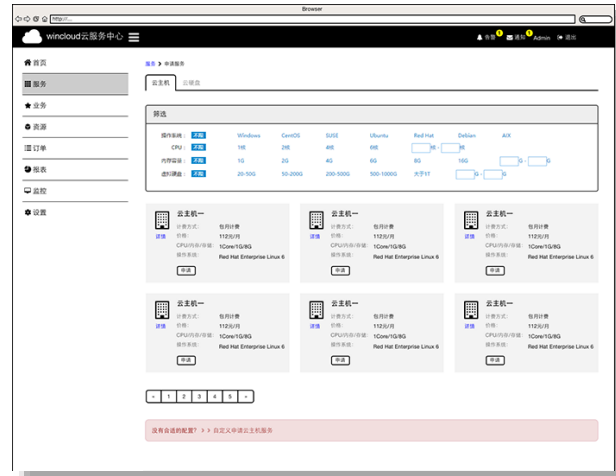 Browser
http://...
wincloud云服务中心
告警 通知 Admin 退出
首页
服务
业务
资源
订单
报表
监控
设置
服务 > 申请服务
云主机 云硬盘
筛选
操作系统： 不限 Windows CentOS SUSE Ubuntu Red Hat Debian AIX
CPU： 不限 1核 2核 4核 6核 核 - 核
内存容量： 不限 1G 2G 4G 6G 8G 16G G - G
虚拟硬盘： 不限 20-50G 50-200G 200-500G 500-1000G 大于1T G - G
云主机一 云主机一 云主机一
计费方式： 包月计费 计费方式： 包月计费 计费方式： 包月计费
详情 价格： 112元/月 详情 价格： 112元/月 详情 价格： 112元/月
CPU/内存/存储： 1Core/1G/8G CPU/内存/存储： 1Core/1G/8G CPU/内存/存储： 1Core/1G/8G
操作系统： Red Hat Enterprise Linux 6 操作系统： Red Hat Enterprise Linux 6 操作系统： Red Hat Enterprise Linux 6
申请 申请 申请
云主机一 云主机一 云主机一
计费方式： 包月计费 计费方式： 包月计费 计费方式： 包月计费
详情 价格： 112元/月 详情 价格： 112元/月 详情 价格： 112元/月
CPU/内存/存储： 1Core/1G/8G CPU/内存/存储： 1Core/1G/8G CPU/内存/存储： 1Core/1G/8G
操作系统： Red Hat Enterprise Linux 6 操作系统： Red Hat Enterprise Linux 6 操作系统： Red Hat Enterprise Linux 6
申请 申请 申请
« 1 2 3 4 5 »
没有合适的配置? >> 自定义申请云主机服务